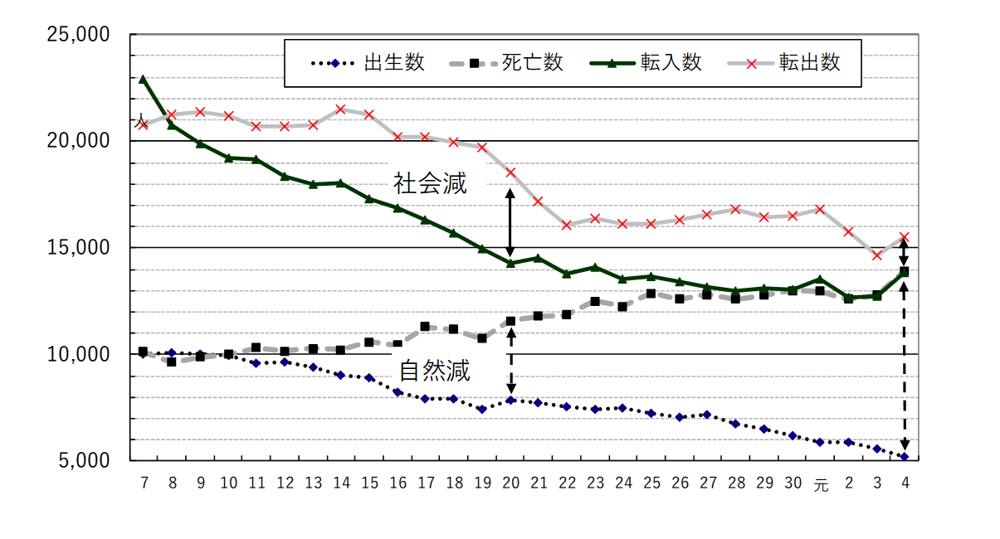 25,000
出生数 死亡数 転入数 転出数
人
20,000
社会減
15,000
10,000
自然減
5,000
7 8 9 10 11 12 13 14 15 16 17 18 19 20 21 22 23 24 25 26 27 28 29 30 元 2 3 4